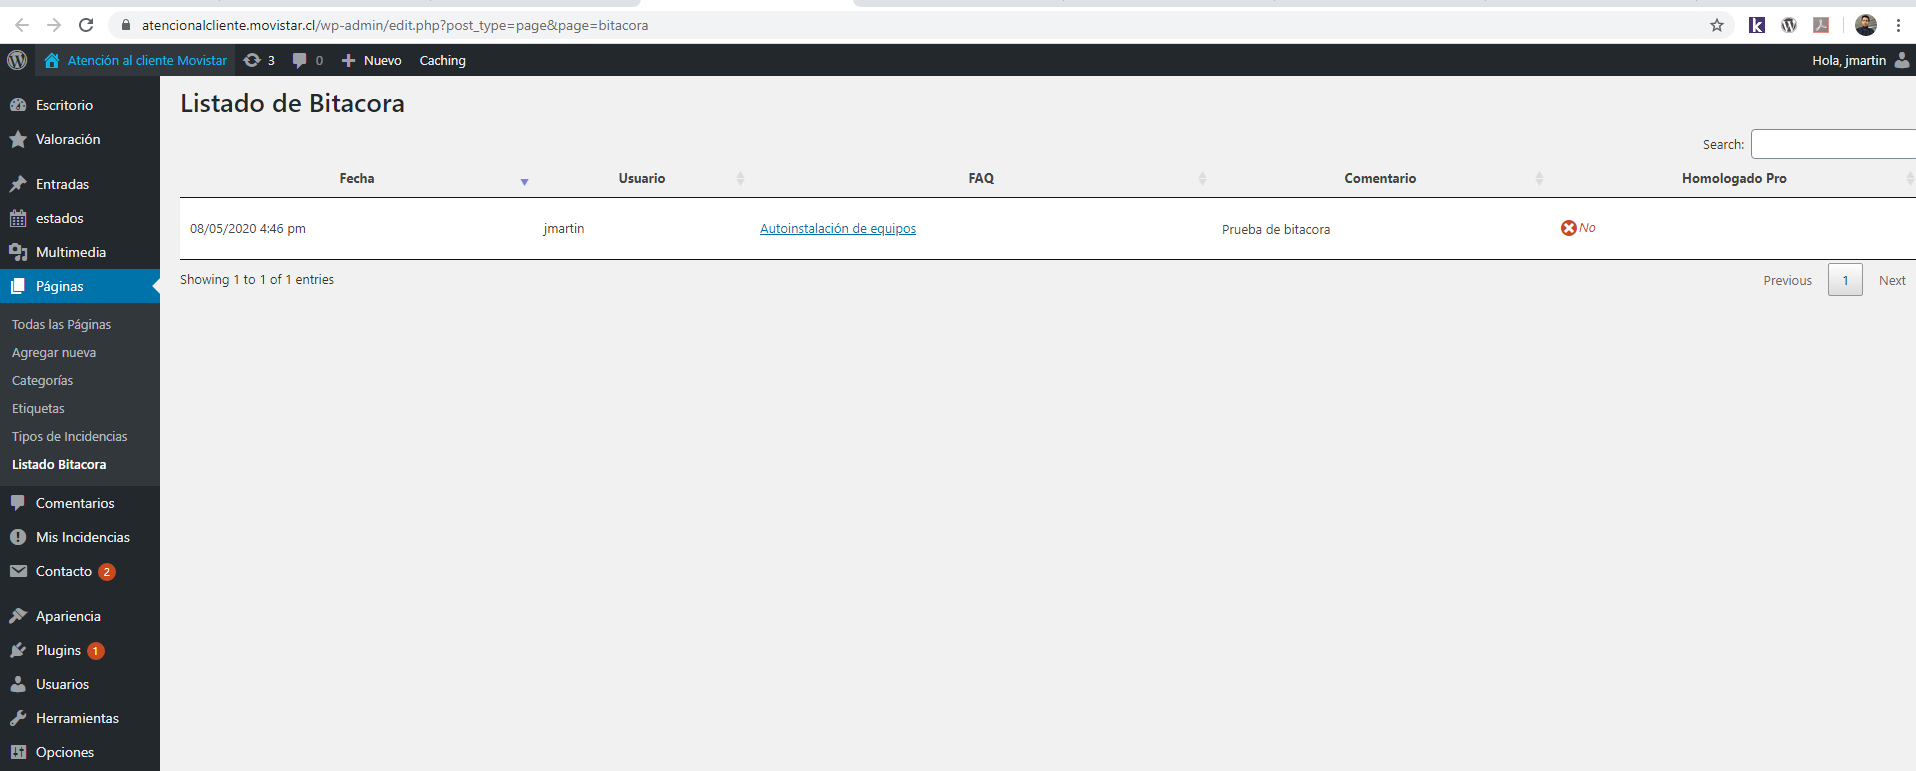 atencionalcliente.movistar.cl/wp-admin/edit.php?post_type=page&page=bitacora
Atención al cliente Movistar 3 0 Nuevo Caching Hola, jmartin
Escritorio
Valoración
Entradas
estados
Multimedia
Páginas
Todas las Páginas
Agregar nueva
Categorías
Etiquetas
Tipos de Incidencias
Listado Bitacora
Comentarios
Mis Incidencias
Contacto 2
Apariencia
Plugins 1
Usuarios
Herramientas
Opciones
Listado de Bitacora
Search:
Fecha Usuario FAQ Comentario Homologado Pro
08/05/2020 4:46 pm jmartin Autoinstalación de equipos Prueba de bitacora No
Showing 1 to 1 of 1 entries
Previous 1 Next